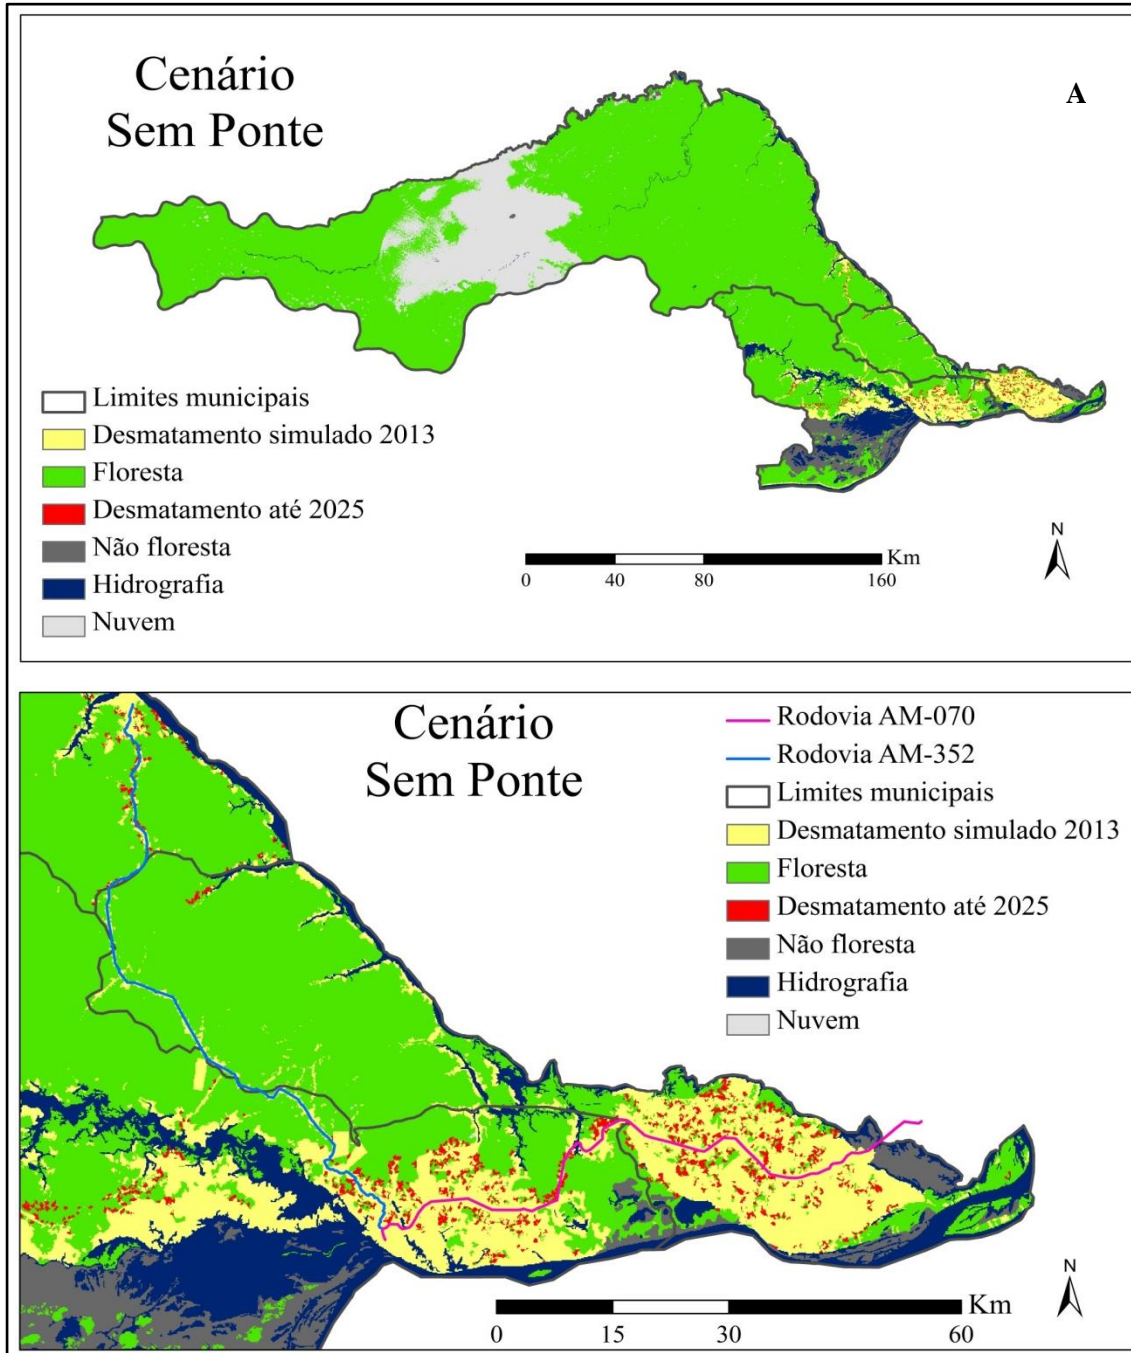 Cenário
Sem Ponte
A
Limites municipais
Desmatamento simulado 2013
Floresta
Desmatamento até 2025
Não floresta
Hidrografia
Nuvem
N
Km
0 40 80 160
Cenário
Sem Ponte
Rodovia AM-070
Rodovia AM-352
Limites municipais
Desmatamento simulado 2013
Floresta
Desmatamento até 2025
Não floresta
Hidrografia
Nuvem
N
Km
0 15 30 60